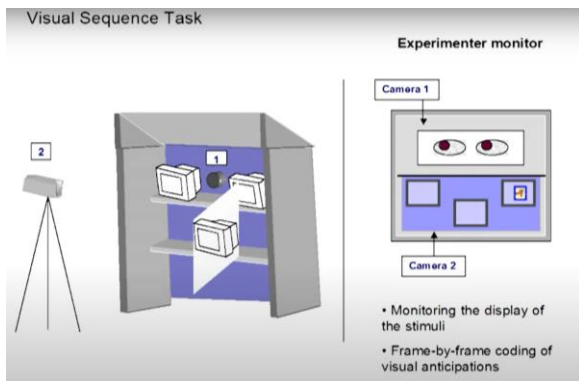 Visual Sequence Task
Experimenter monitor
Camera 1
2
1
Camera 2
• Monitoring the display of
the stimuli
• Frame-by-frame coding of
visual anticipations